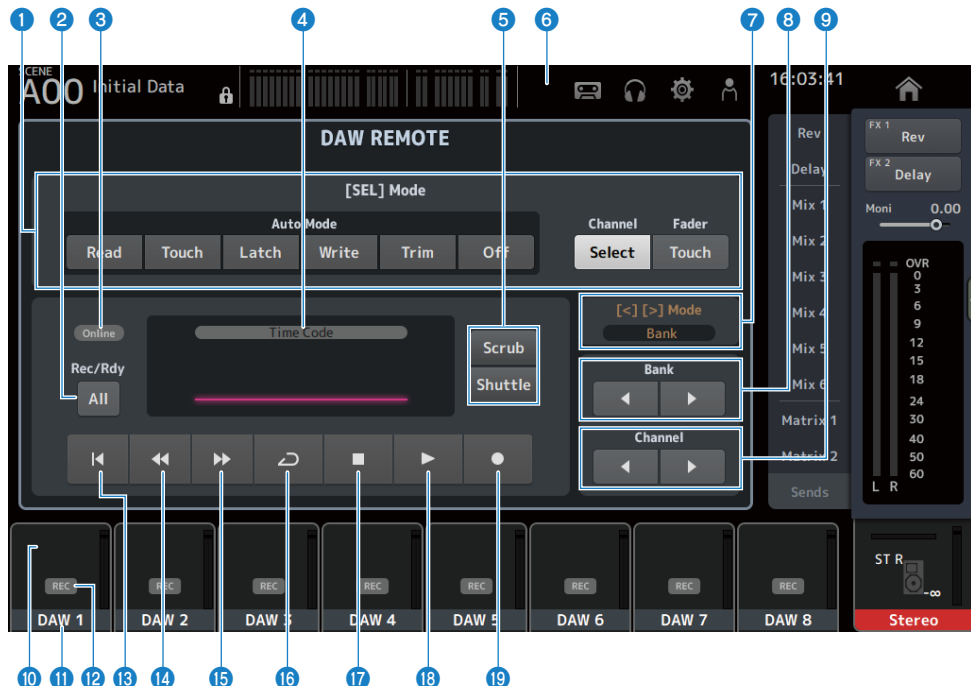 1 2 3 4 5 6 7 8 9
SCENE
A00 Initial Data
16:03:41
DAW REMOTE
[SEL] Mode
Auto Mode
Channel Fader
Read Touch Latch Write Trim Off
Select Touch
Online
Time Code
Rec/Rdy
All
Scrub
Shuttle
[<] [>] Mode
Bank
Bank
Channel
Rev
Delay
Mix 1
Mix 2
Mix 3
Mix 4
Mix 5
Mix 6
Matrix 1
Matrix 2
Sends
FX 1
Rev
FX 2
Delay
Moni 0.00
OVR
0
3
6
9
12
15
18
24
30
40
50
60
L R
REC REC REC REC REC REC REC REC
DAW 1 DAW 2 DAW 3 DAW 4 DAW 5 DAW 6 DAW 7 DAW 8
ST R
-∞
Stereo
10 11 12 13 14 15 16 17 18 19